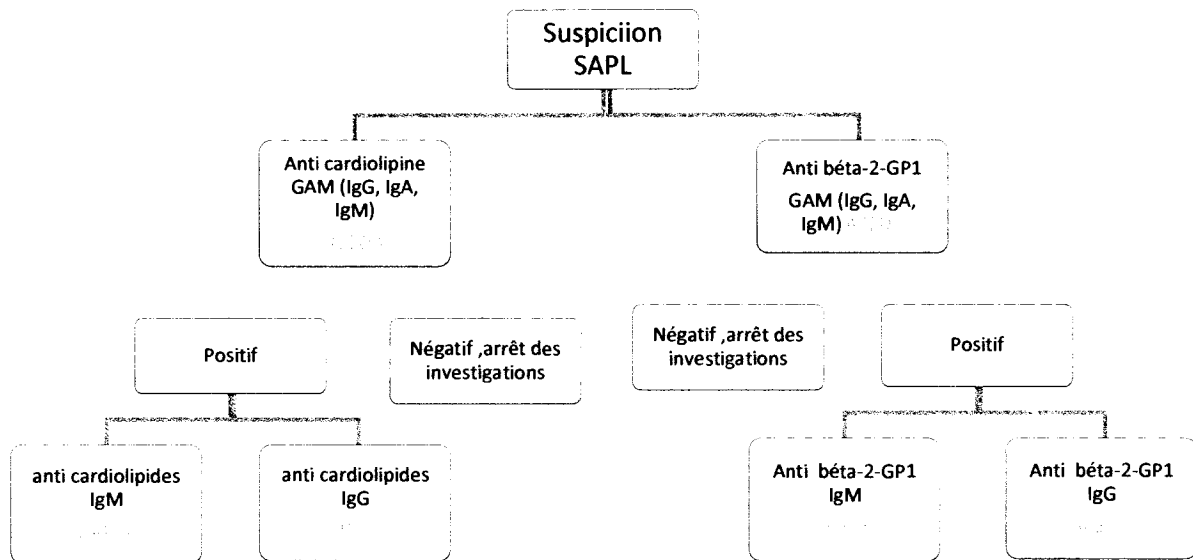 Suspiciion
SAPL
Anti cardiolipine
GAM (IgG, IgA,
IgM)
Anti béta-2-GP1
GAM (IgG, IgA,
IgM)
Positif
Négatif ,arrêt des
investigations
Négatif ,arrêt des
investigations
Positif
anti cardiolipides
IgM
anti cardiolipides
IgG
Anti béta-2-GP1
IgM
Anti béta-2-GP1
IgG